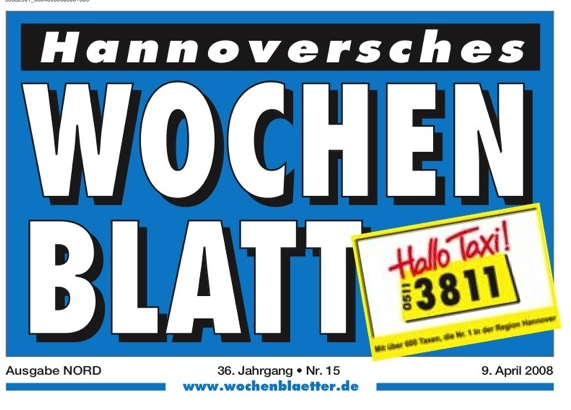 Hannoversches
WOCHEN
BLATT
Hallo Taxi!
0511
3811
Mit über 600 Taxen, die Nr. 1 in der Region Hannover
Ausgabe NORD
36. Jahrgang • Nr. 15
9. April 2008
www.wochenblaetter.de